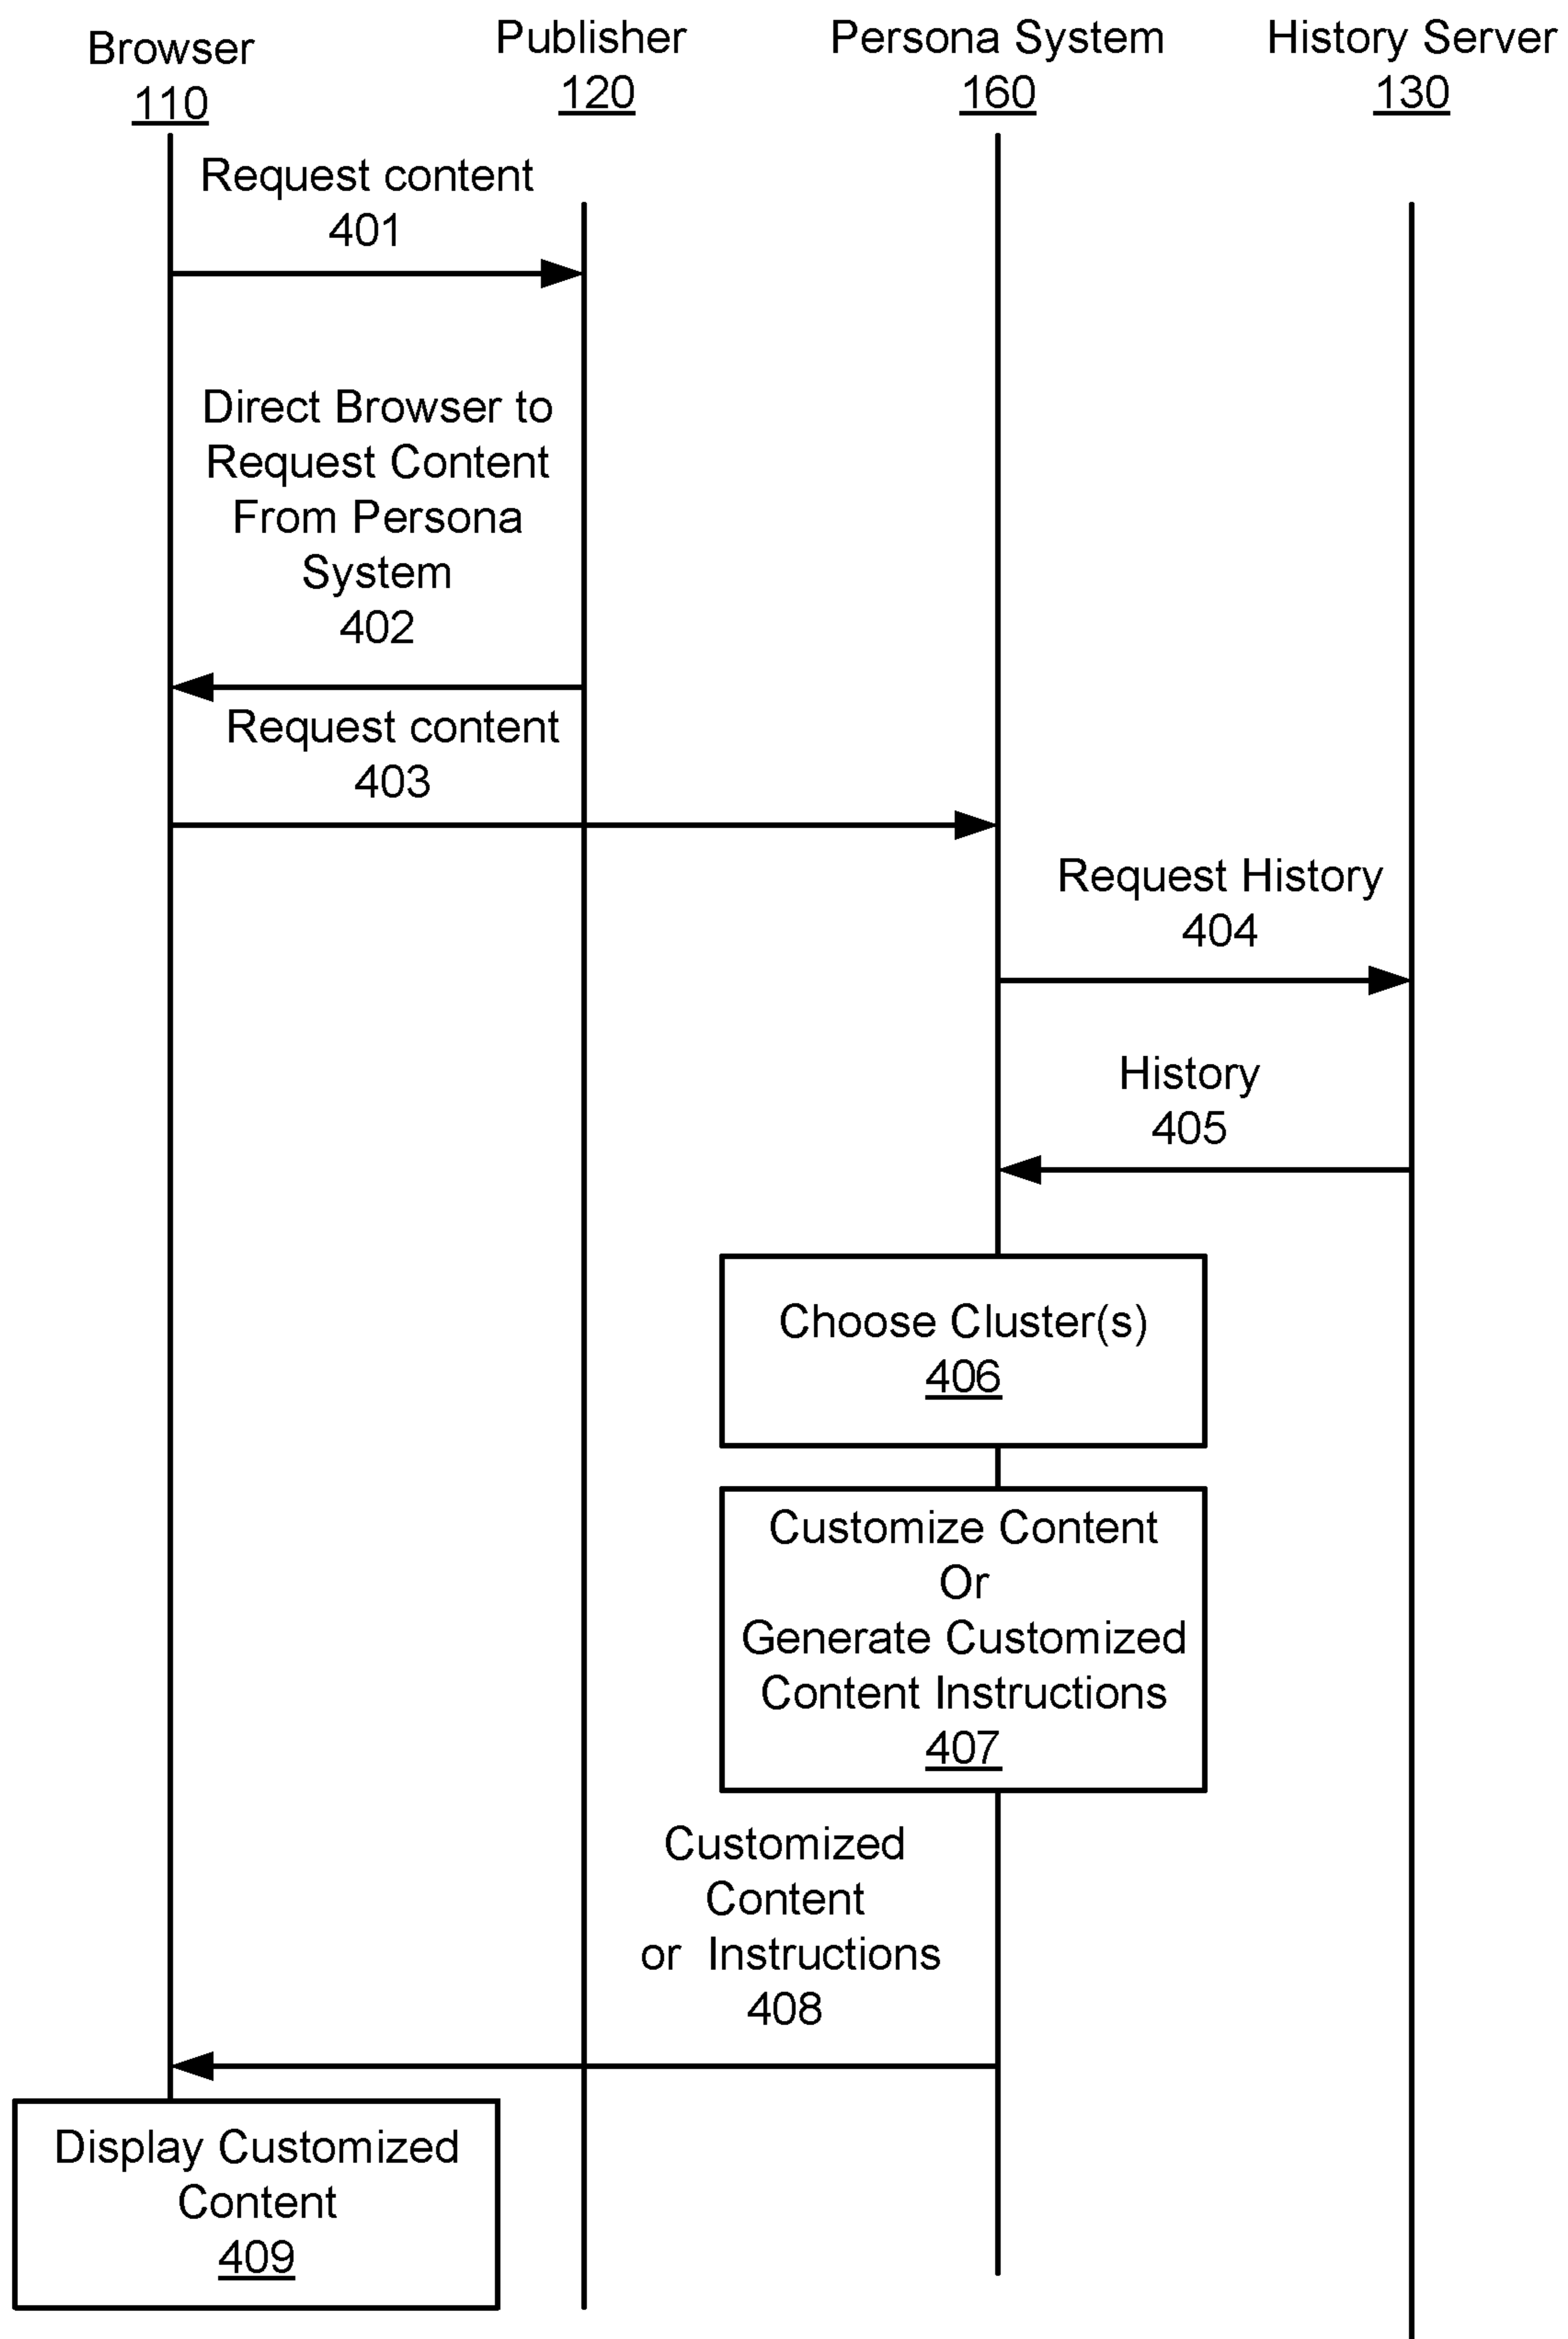 Browser
110
Publisher
120
Persona System
160
History Server
130
Request content
401
Direct Browser to
Request Content
From Persona
System
402
Request content
403
Request History
404
History
405
Choose Cluster(s)
406
Customize Content
Or
Generate Customized
Content Instructions
407
Customized
Content
or Instructions
408
Display Customized
Content
409